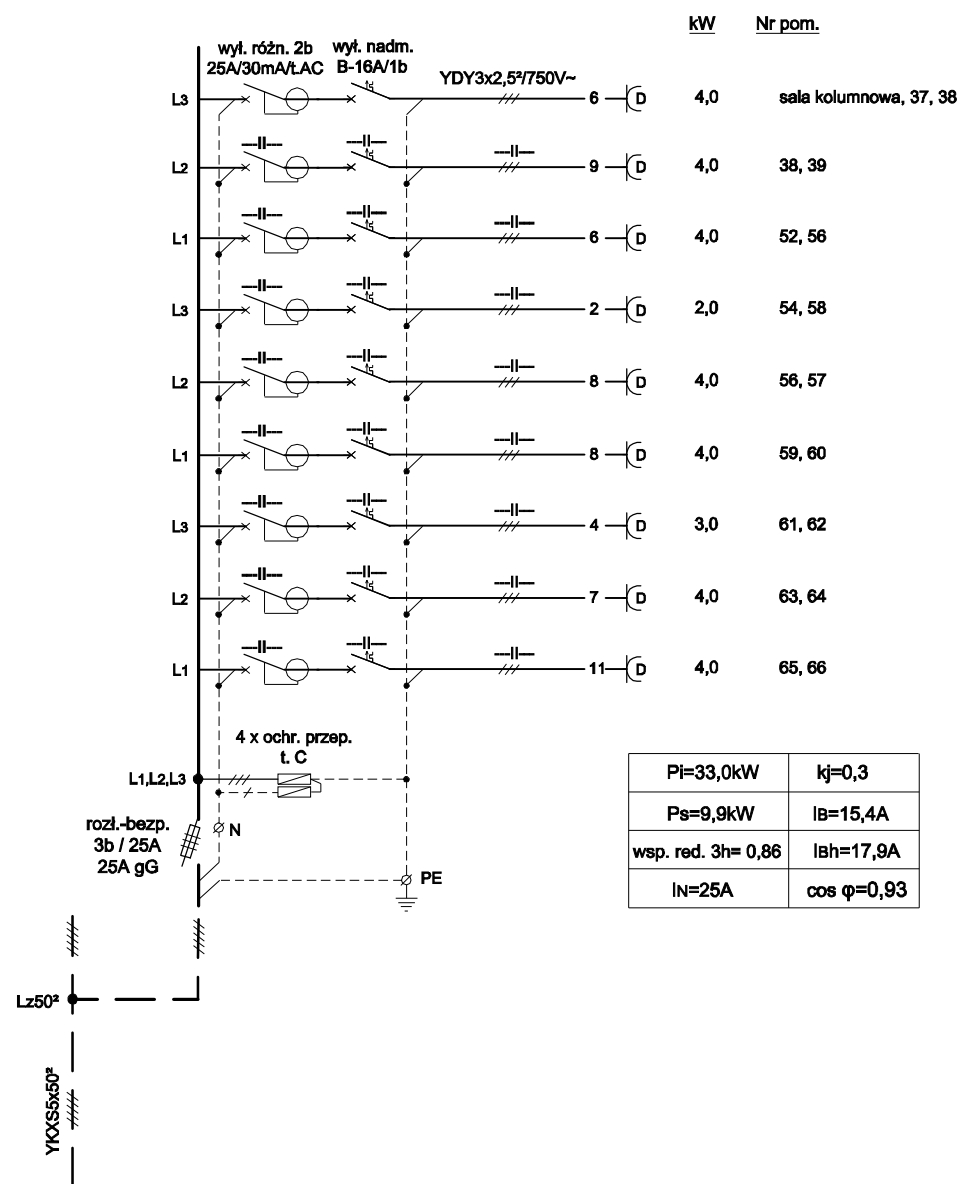 kW Nr pom.
wył. różn. 2b wył. nadm.
25A/30mA/t.AC B-16A/1b YDY3x2,5²/750V~
L3 6 D 4,0 sala kolumnowa, 37, 38
L2 9 D 4,0 38, 39
L1 6 D 4,0 52, 56
L3 2 D 2,0 54, 58
L2 8 D 4,0 56, 57
L1 8 D 4,0 59, 60
L3 4 D 3,0 61, 62
L2 7 D 4,0 63, 64
L1 11 D 4,0 65, 66
4 x ochr. przep.
t. C
L1,L2,L3
rozł.-bezp.
3b / 25A
25A gG
N
PE
Pi=33,0kW kj=0,3
Ps=9,9kW IB=15,4A
wsp. red. 3h= 0,86 IBh=17,9A
IN=25A cos φ=0,93
Lz50²
YKXS5x50²